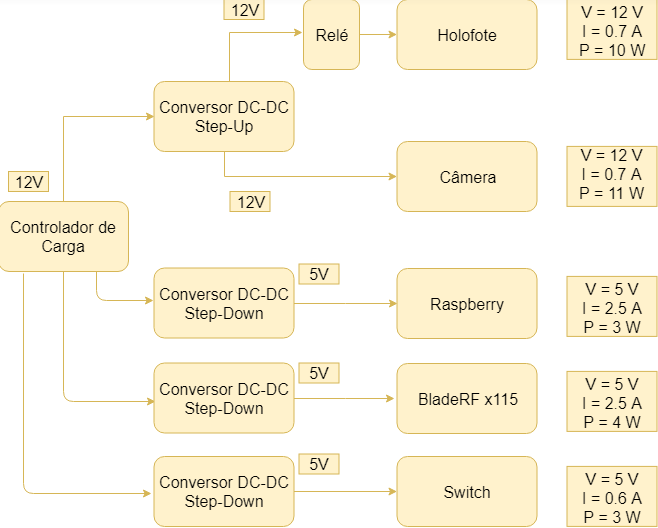 12V
Relé
Holofote
V = 12 V
I = 0.7 A
P = 10 W
Conversor DC-DC
Step-Up
12V
Câmera
V = 12 V
I = 0.7 A
P = 11 W
12V
Controlador de
Carga
Conversor DC-DC
Step-Down
5V
Raspberry
V = 5 V
I = 2.5 A
P = 3 W
Conversor DC-DC
Step-Down
5V
BladeRF x115
V = 5 V
I = 2.5 A
P = 4 W
Conversor DC-DC
Step-Down
5V
Switch
V = 5 V
I = 0.6 A
P = 3 W